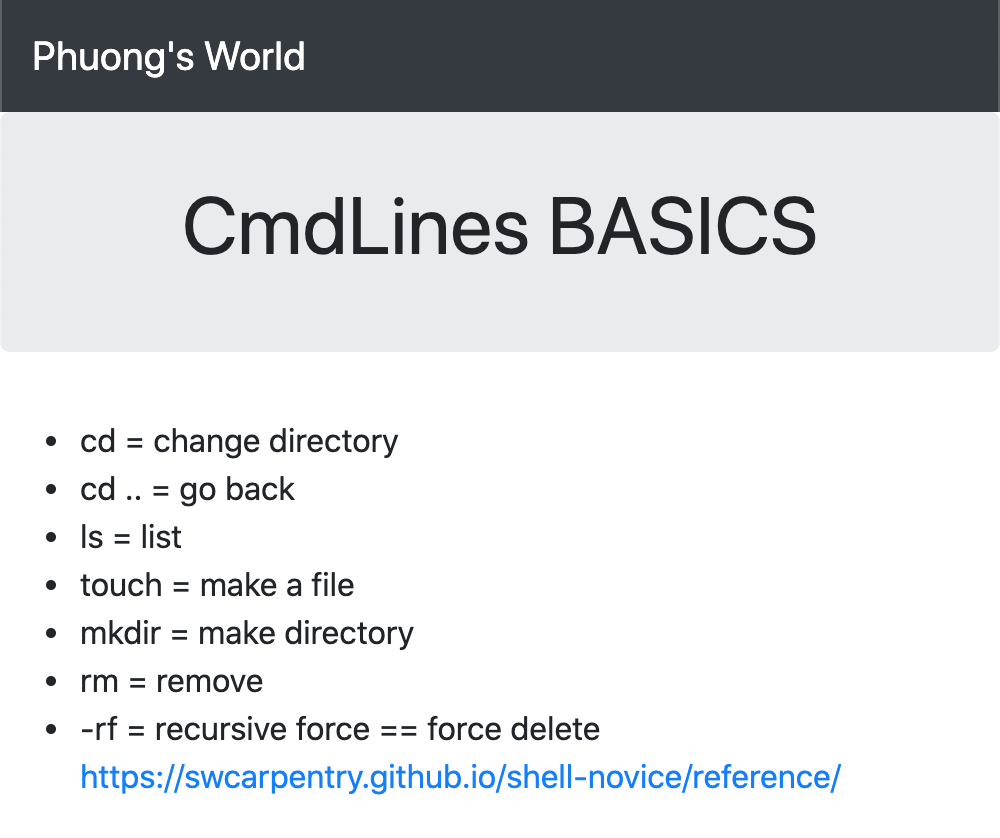 Phuong's World
CmdLines BASICS
cd = change directory
cd .. = go back
ls = list
touch = make a file
mkdir = make directory
rm = remove
-rf = recursive force == force delete
https://swcarpentry.github.io/shell-novice/reference/